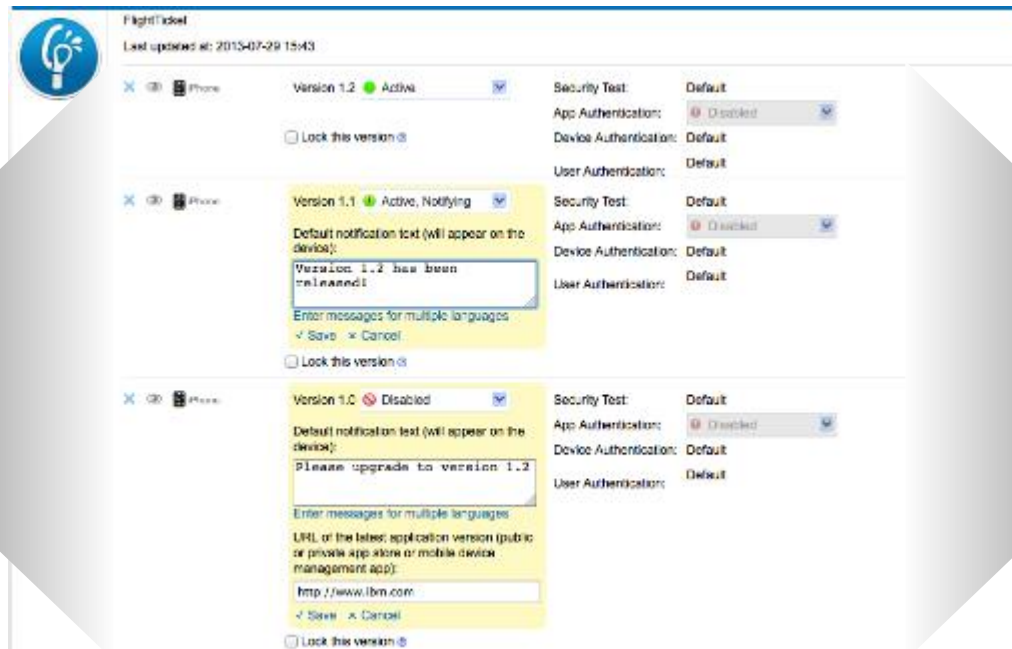 FlightTicket
Last updated at: 2013-07-29 15:43
iPhone
Version 1.2 Active
Lock this version
Security Test: Default
App Authentication: Disabled
Device Authentication: Default
User Authentication: Default
iPhone
Version 1.1 Active, Notifying
Default notification text (will appear on the
device):
Version 1.2 has been
released!
Enter messages for multiple languages
Save Cancel
Lock this version
Security Test: Default
App Authentication: Disabled
Device Authentication: Default
User Authentication: Default
iPhone
Version 1.0 Disabled
Default notification text (will appear on the
device):
Please upgrade to version 1.2
Enter messages for multiple languages
URL of the latest application version (public
or private app store or mobile device
management app):
http://www.ibm.com
Save Cancel
Lock this version
Security Test: Default
App Authentication: Disabled
Device Authentication: Default
User Authentication: Default